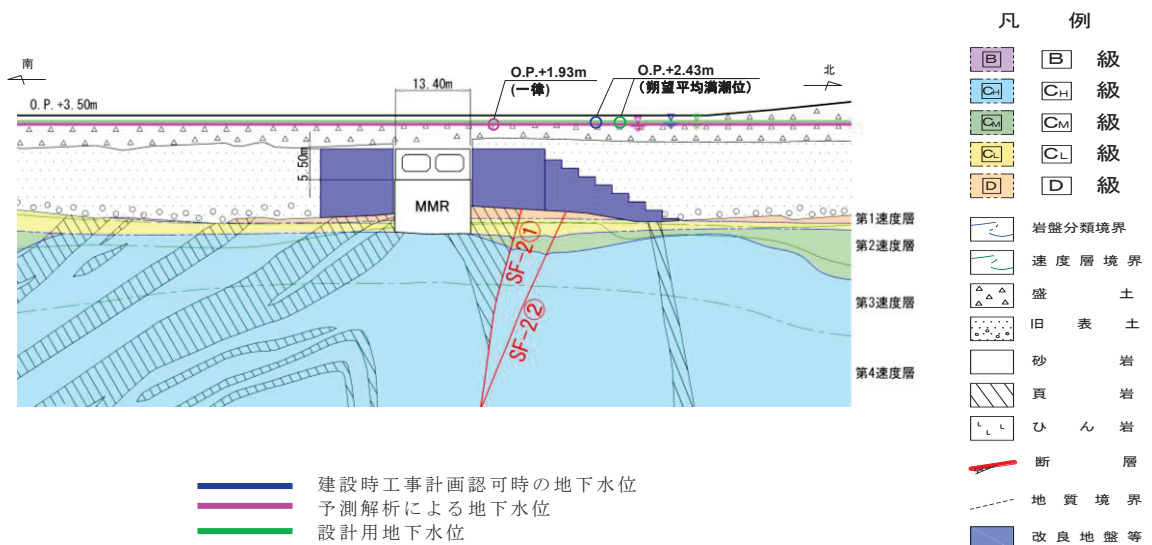 南
北
O.P.+3.50m
13.40m
O.P.+1.93m
(一律)
O.P.+2.43m
(朔望平均満潮位)
5.50m
MMR
SF-2①
SF-2②
第1速度層
第2速度層
第3速度層
第4速度層
建設時工事計画認可時の地下水位
予測解析による地下水位
設計用地下水位
凡例
B B 級
CH CH 級
CM CM 級
CL CL 級
D D 級
岩盤分類境界
速度層境界
盛土
旧表土
砂岩
頁岩
ひん岩
断層
地質境界
改良地盤等